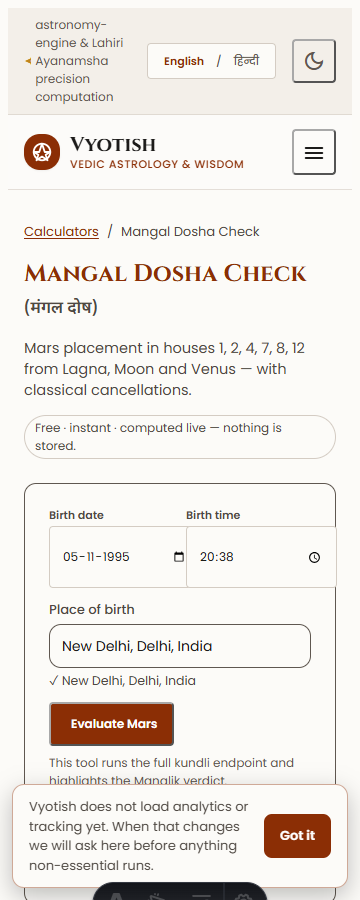 astronomy-
engine & Lahiri
Ayanamsha
precision
computation
English / हिन्दी
VYOTISH
VEDIC ASTROLOGY & WISDOM
Calculators / Mangal Dosha Check
MANGAL DOSHA CHECK
(मंगल दोष)
Mars placement in houses 1, 2, 4, 7, 8, 12
from Lagna, Moon and Venus — with
classical cancellations.
Free · instant · computed live — nothing is
stored.
Birth date Birth time
05-11-1995 20:38
Place of birth
New Delhi, Delhi, India
✓ New Delhi, Delhi, India
Evaluate Mars
This tool runs the full kundli endpoint and
highlights the Manglik verdict.
Vyotish does not load analytics or
tracking yet. When that changes
we will ask here before anything
non-essential runs.
Got it